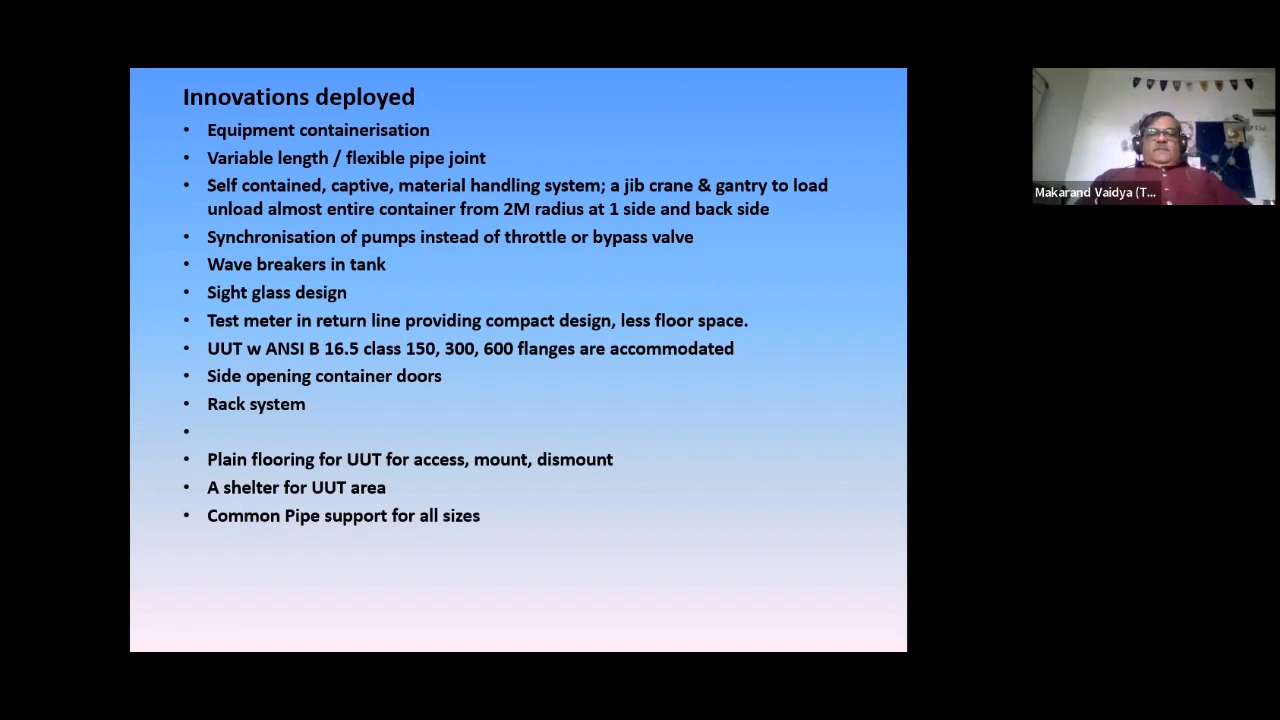 Innovations deployed
• Equipment containerisation
• Variable length / flexible pipe joint
• Self contained, captive, material handling system; a jib crane & gantry to load
unload almost entire container from 2M radius at 1 side and back side
• Synchronisation of pumps instead of throttle or bypass valve
• Wave breakers in tank
• Sight glass design
• Test meter in return line providing compact design, less floor space.
• UUT w ANSI B 16.5 class 150, 300, 600 flanges are accommodated
• Side opening container doors
• Rack system
•
• Plain flooring for UUT for access, mount, dismount
• A shelter for UUT area
• Common Pipe support for all sizes
Makarand Vaidya (T...